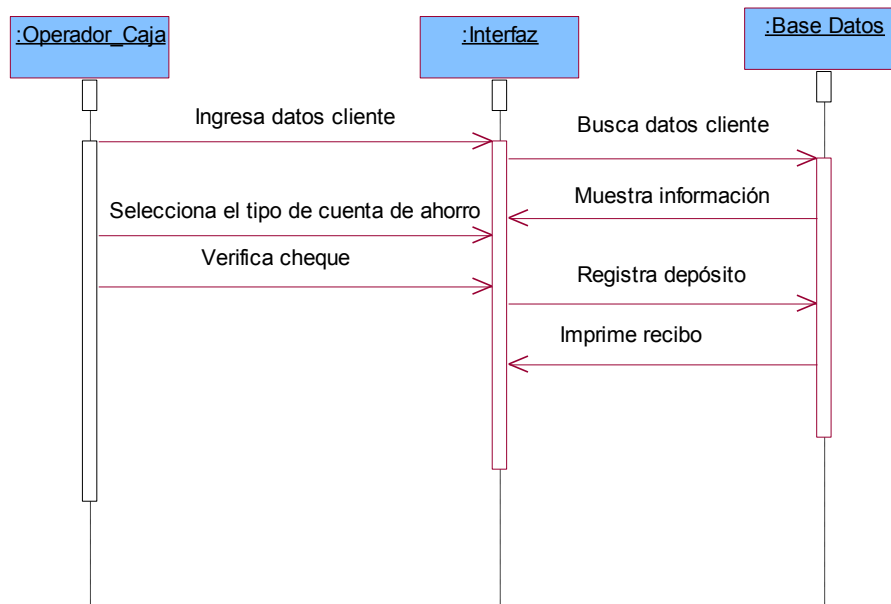 :Operador_Caja
:Interfaz
:Base Datos
Ingresa datos cliente
Busca datos cliente
Muestra información
Selecciona el tipo de cuenta de ahorro
Verifica cheque
Registra depósito
Imprime recibo